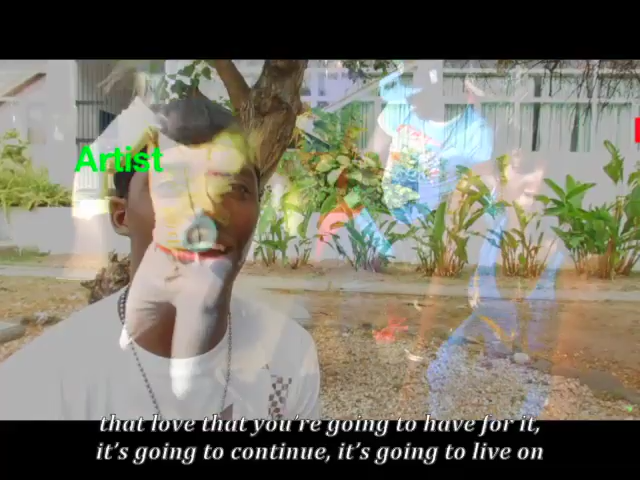 Artist
that love that you're going to have for it,
it's going to continue, it's going to live on